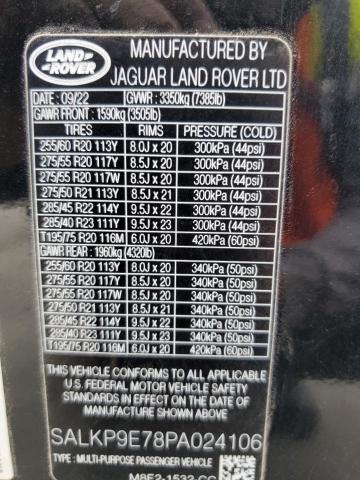 LAND ROVER
MANUFACTURED BY
JAGUAR LAND ROVER LTD
DATE : 09/22 GVWR : 3350kg (7385lb)
GAWR FRONT : 1590kg (3505lb)
TIRES RIMS PRESSURE (COLD)
255/60 R20 113Y 8.0J x 20 300kPa (44psi)
275/55 R20 117Y 8.5J x 20 300kPa (44psi)
275/55 R20 117W 8.5J x 20 300kPa (44psi)
275/50 R21 113Y 8.5J x 21 300kPa (44psi)
285/45 R22 114Y 9.5J x 22 300kPa (44psi)
285/40 R23 111Y 9.5J x 23 300kPa (44psi)
T195/75 R20 116M 6.0J x 20 420kPa (60psi)
GAWR REAR : 1960kg (4320lb)
255/60 R20 113Y 8.0J x 20 340kPa (50psi)
275/55 R20 117Y 8.5J x 20 340kPa (50psi)
275/55 R20 117W 8.5J x 20 340kPa (50psi)
275/50 R21 113Y 8.5J x 21 340kPa (50psi)
285/45 R22 114Y 9.5J x 22 340kPa (50psi)
285/40 R23 111Y 9.5J x 23 340kPa (50psi)
T195/75 R20 116M 6.0J x 20 420kPa (60psi)
THIS VEHICLE CONFORMS TO ALL APPLICABLE
FEDERAL MOTOR VEHICLE SAFETY
STANDARDS IN EFFECT ON THE DATE OF
MANUFACTURE SHOWN ABOVE
SALKP9E78PA024106
TYPE : MULTI-PURPOSE PASSENGER VEHICLE
M8E2-1532-CC